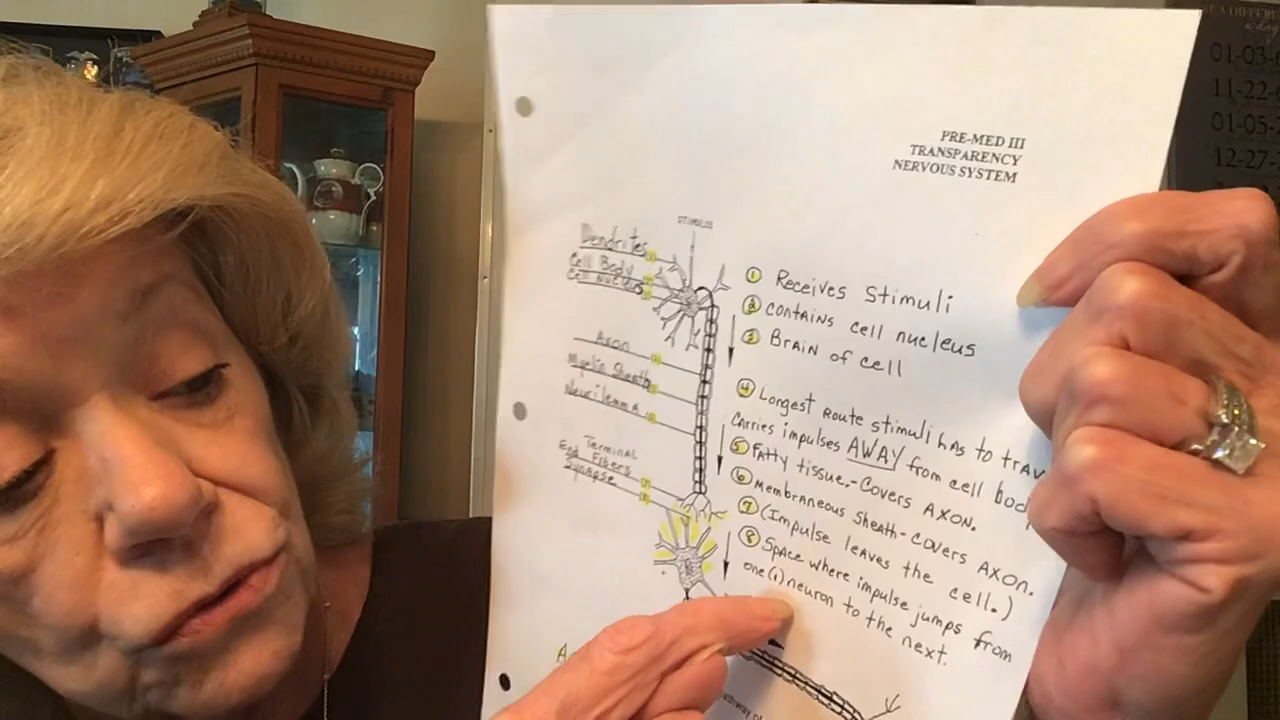 01-03-
11-22-
01-05-
12-27-
PRE-MED III
TRANSPARENCY
NERVOUS SYSTEM
STIMULUS
Dendrites
Cell Body
Cell Nucleus
Axon
Myelin Sheath
Neurilemma
Terminal
End Fibers
Synapse
1 Receives Stimuli
2 contains cell nucleus
3 Brain of cell
4 Longest Route stimuli has to trav
carries impulses AWAY from cell body
5 Fatty tissue.-Covers Axon.
6 Membraneous Sheath-covers Axon.
7 (Impulse leaves the cell.)
8 Space where impulse jumps from
one (1) neuron to the next.